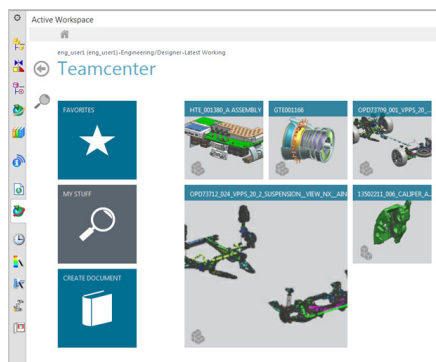 Active Workspace
eng_user1 (eng_user1)-Engineering/Designer-Latest Working
Teamcenter
FAVORITES
HTE_001380_A ASSEMBLY
GTE001166
OPD73709_001_VPPS_20_...
MY STUFF
OPD73712_024_VPPS_20_2_SUSPENSION__VIEW_NX__AIN
13502211_006_CALIPER_A...
CREATE DOCUMENT